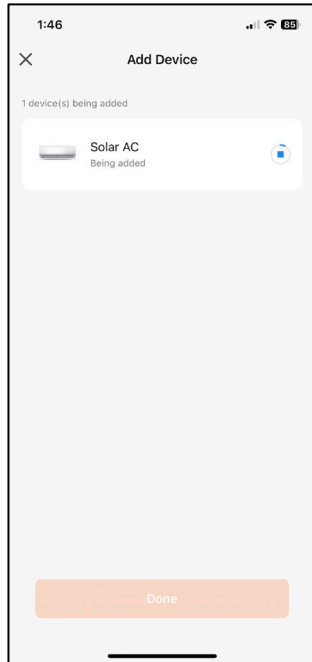 1:46
85
Add Device
1 device(s) being added
Solar AC
Being added
Done